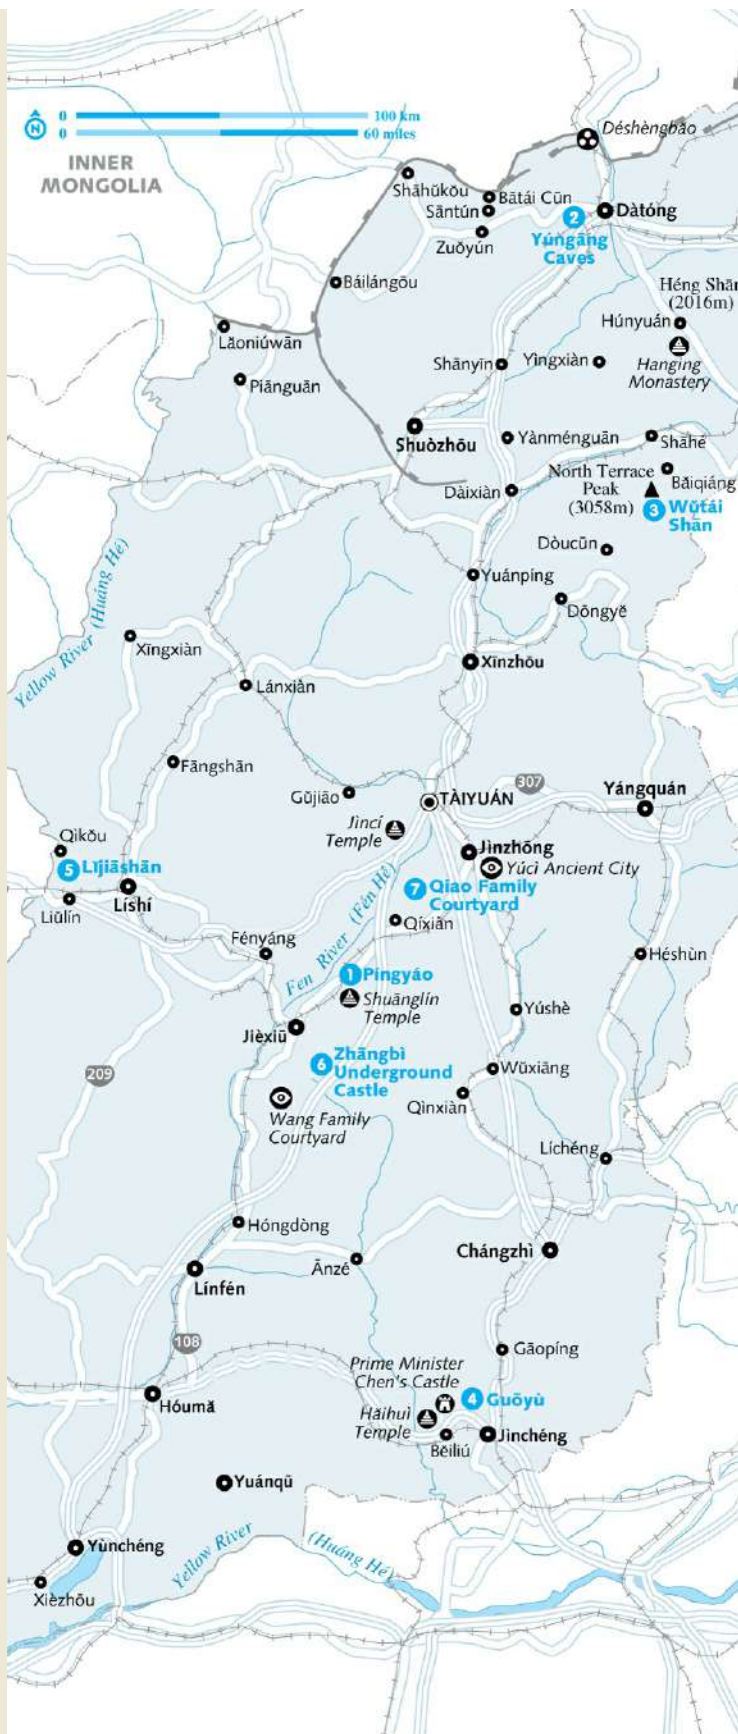 0 100 km
0 60 miles
N
INNER
MONGOLIA
Déshèngbǎo
Shāhǔkǒu
Bātái Cūn
Sāntún
2
Dàtóng
Zuǒyún
Yúngāng
Caves
Báilángōu
Héng Shān
(2016m)
Lǎoniúwān
Húnyuán
Shānyīn
Yìngxiàn
Hanging
Monastery
Piānguān
Shuòzhōu
Yànménguān
Shāhé
Dàixiàn
North Terrace
Peak
(3058m)
Bǎiqiáng
3 Wǔtái
Shān
Dòucūn
Yuánpíng
Dōngyě
Yellow River (Huáng Hé)
Xīngxiàn
Xīnzhōu
Lánxiàn
Fāngshān
307
Gǔjiāo
TÀIYUÁN
Yángquán
Jìncí
Temple
Qìkǒu
Jìnzhōng
5 Líjiāshān
Yúcì Ancient City
Líshí
7 Qiao Family
Courtyard
Liǔlín
Qíxiàn
Fényáng
Fen River (Fén Hé)
Héshùn
1 Píngyáo
Shuānglín
Temple
Yúshè
Jièxiū
6 Zhāngbì
Underground
Castle
209
Wǔxiāng
Qìnxiàn
Wang Family
Courtyard
Líchéng
Hóngdòng
Chángzhì
Ānzé
Línfén
108
Gāopíng
Prime Minister
Chen's Castle
4 Guōyù
Hóumǎ
Hǎihuì
Temple
Jìnchéng
Běiliú
Yuánqǔ
Yùnchéng
Yellow River
(Huáng Hé)
Xièzhōu